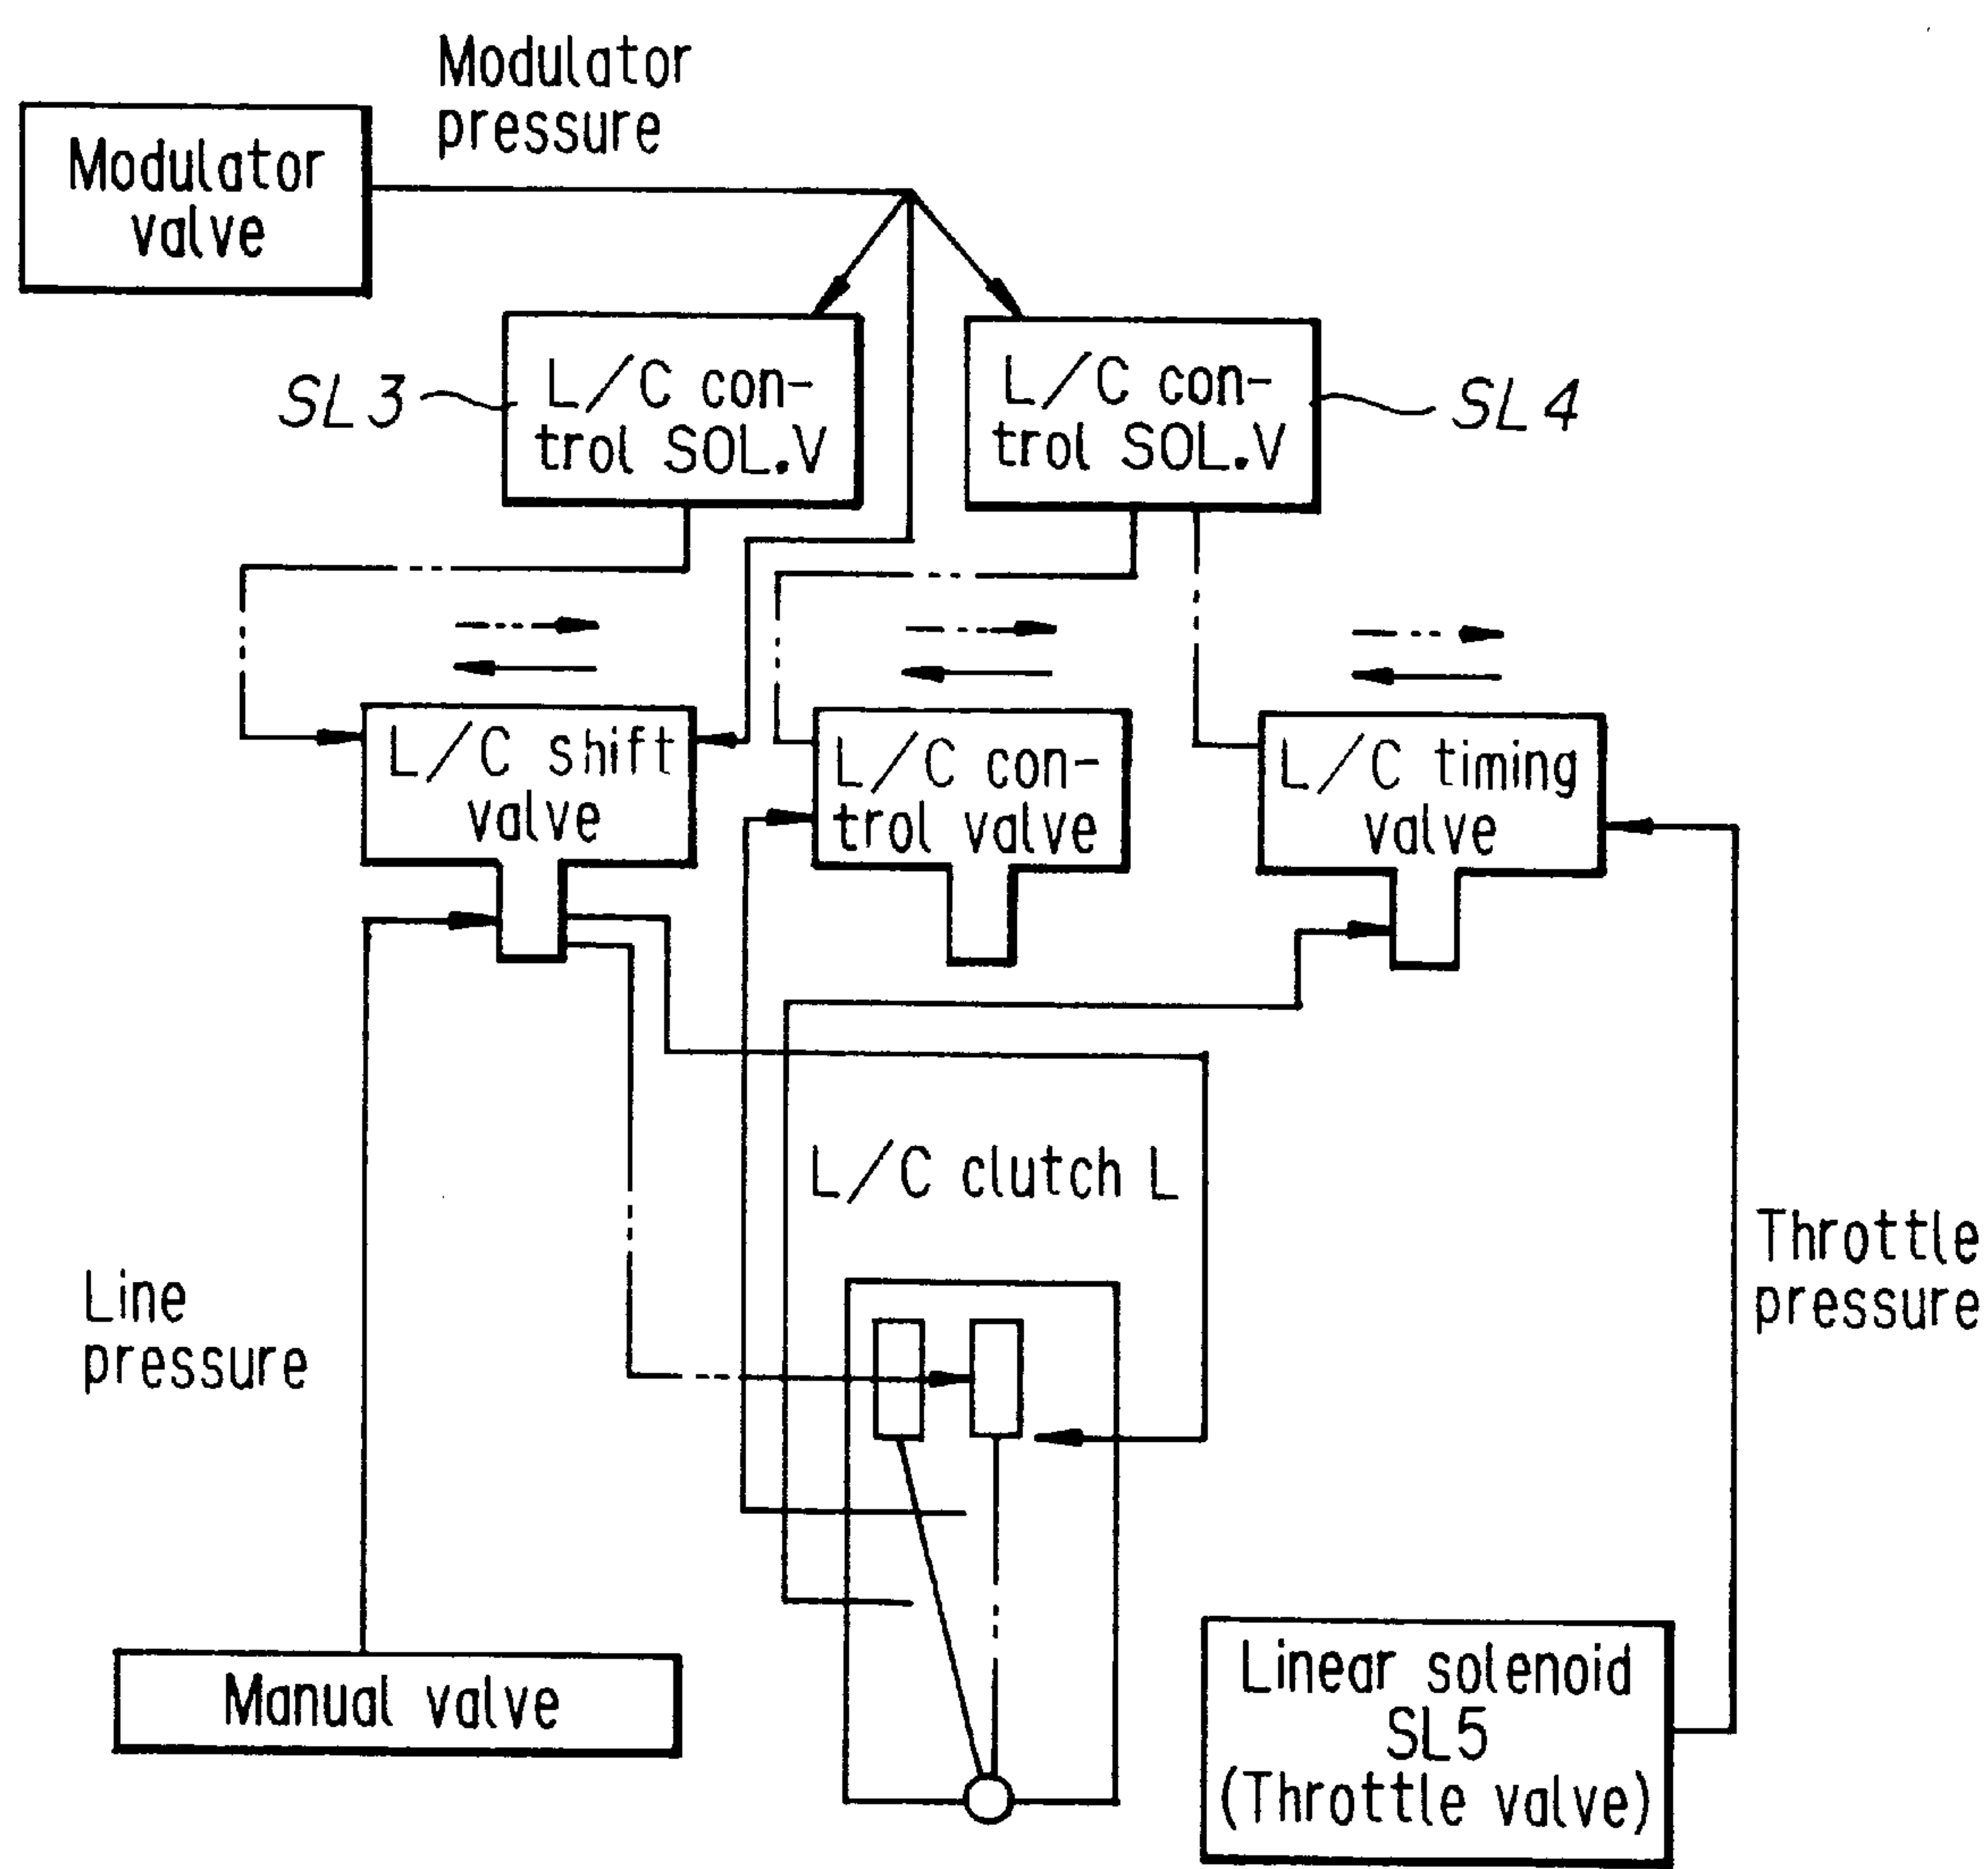 Modulator
pressure
Modulator
valve
L/C con-
trol SOL.V
SL3
L/C con-
trol SOL.V
SL4
L/C shift
valve
L/C con-
trol valve
L/C timing
valve
L/C clutch L
Line
pressure
Throttle
pressure
Manual valve
Linear solenoid
SL5
(Throttle valve)